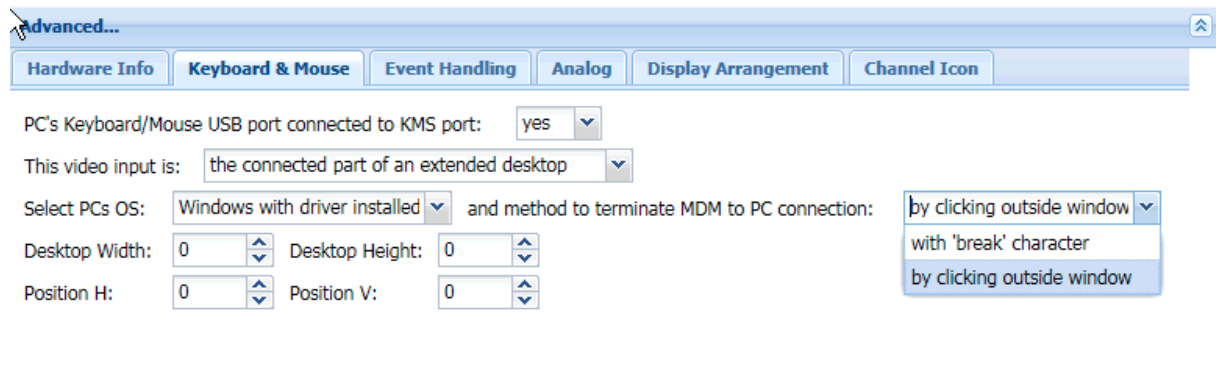 Advanced...
Hardware Info Keyboard & Mouse Event Handling Analog Display Arrangement Channel Icon
PC's Keyboard/Mouse USB port connected to KMS port: yes
This video input is: the connected part of an extended desktop
Select PCs OS: Windows with driver installed and method to terminate MDM to PC connection: by clicking outside window
with 'break' character
Desktop Width: 0 Desktop Height: 0
by clicking outside window
Position H: 0 Position V: 0